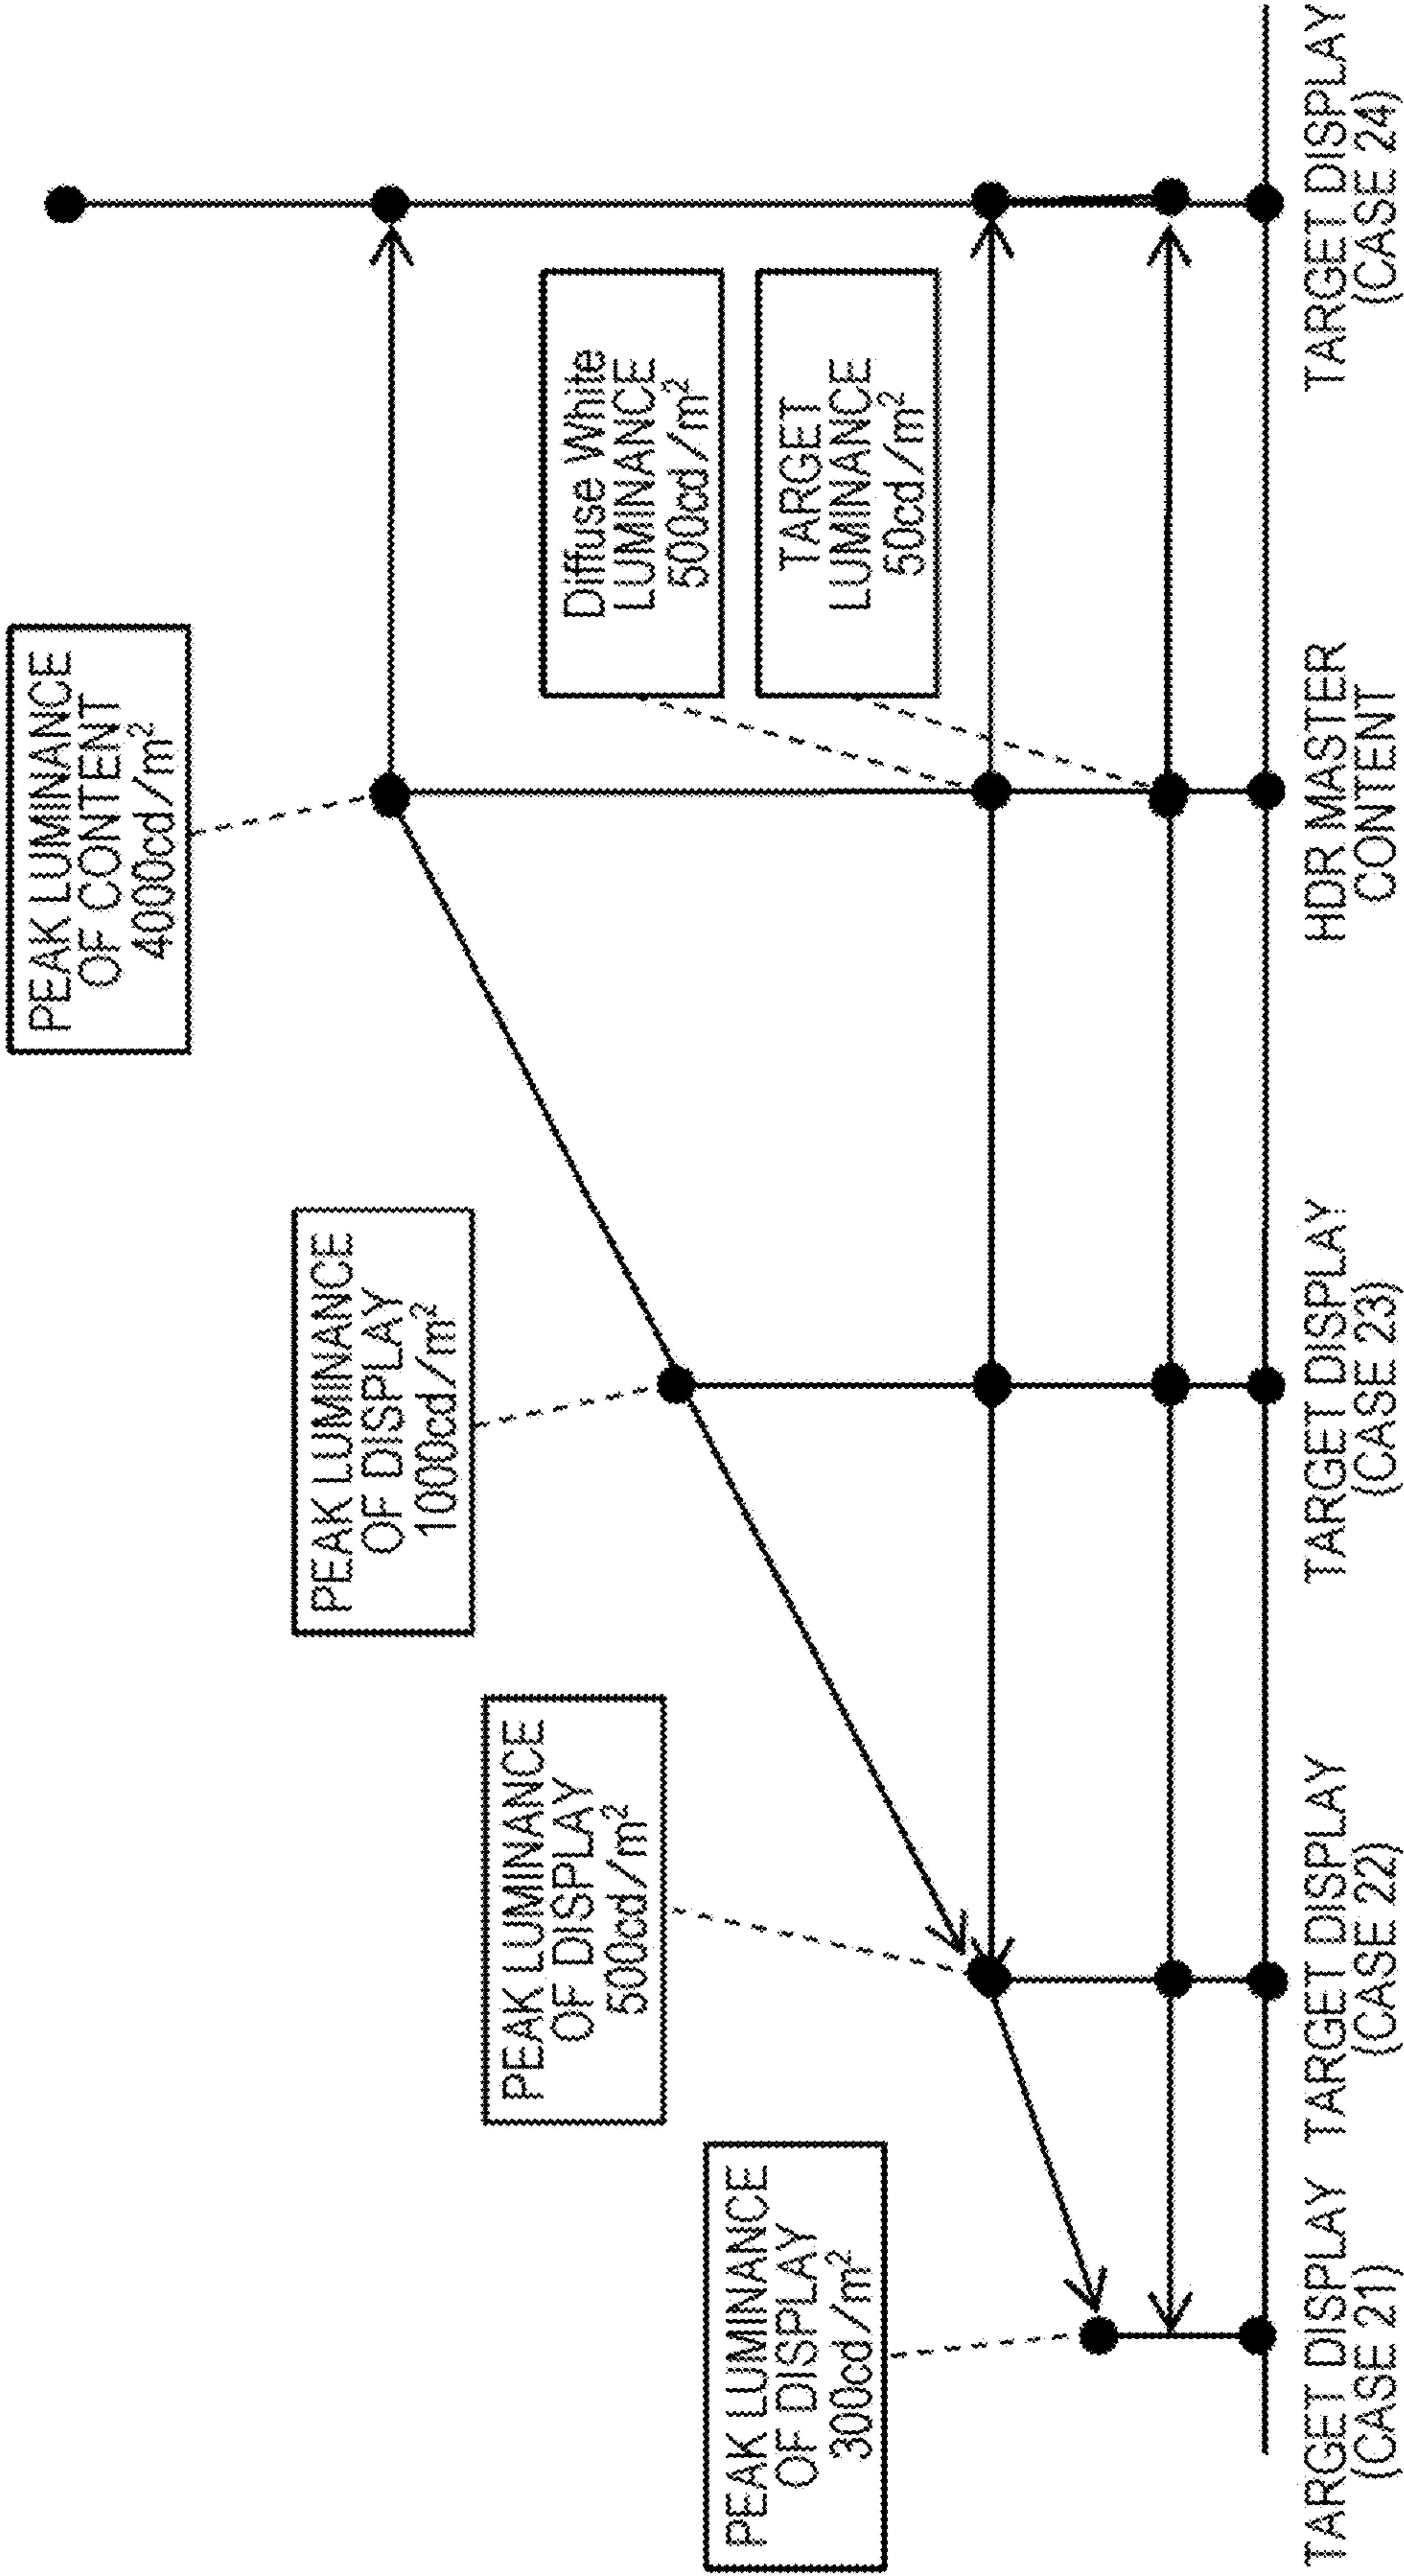 PEAK LUMINANCE
OF DISPLAY
300cd/m²
PEAK LUMINANCE
OF DISPLAY
500cd/m²
PEAK LUMINANCE
OF DISPLAY
1000cd/m²
PEAK LUMINANCE
OF CONTENT
4000cd/m²
Diffuse White
LUMINANCE
500cd/m²
TARGET
LUMINANCE
50cd/m²
TARGET DISPLAY
(CASE 21)
TARGET DISPLAY
(CASE 22)
TARGET DISPLAY
(CASE 23)
HDR MASTER
CONTENT
TARGET DISPLAY
(CASE 24)